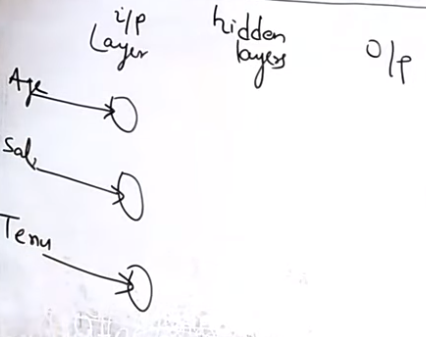 i/p
Layer
hidden
layers
O/P
Age
Sal
Tenu